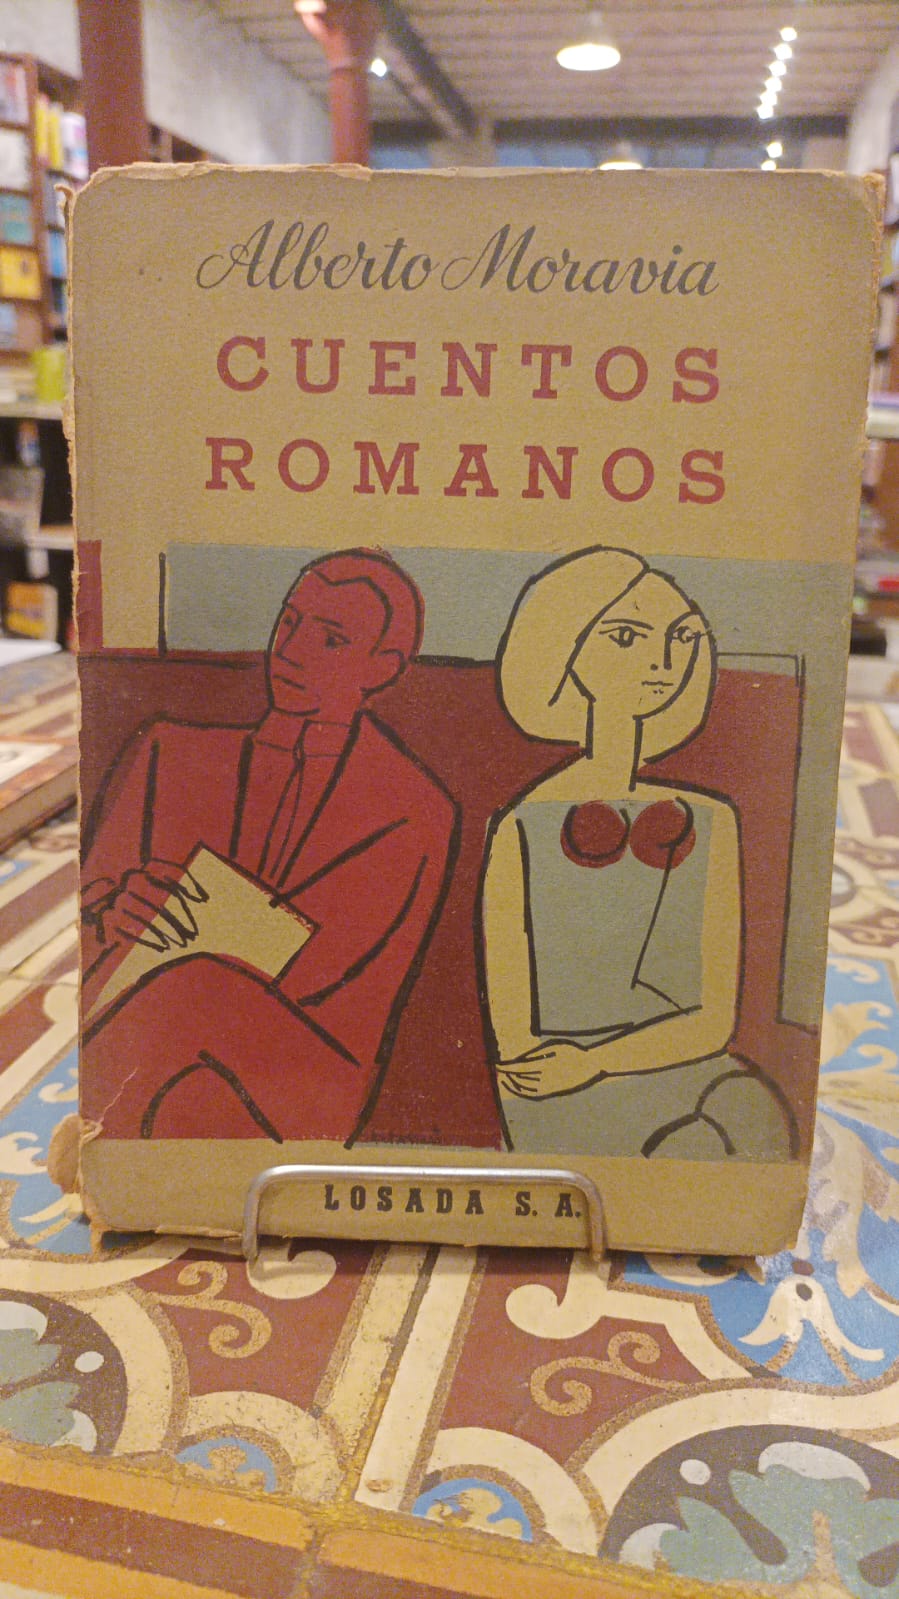 Alberto Moravia
CUENTOS
ROMANOS
LOSADA S. A.